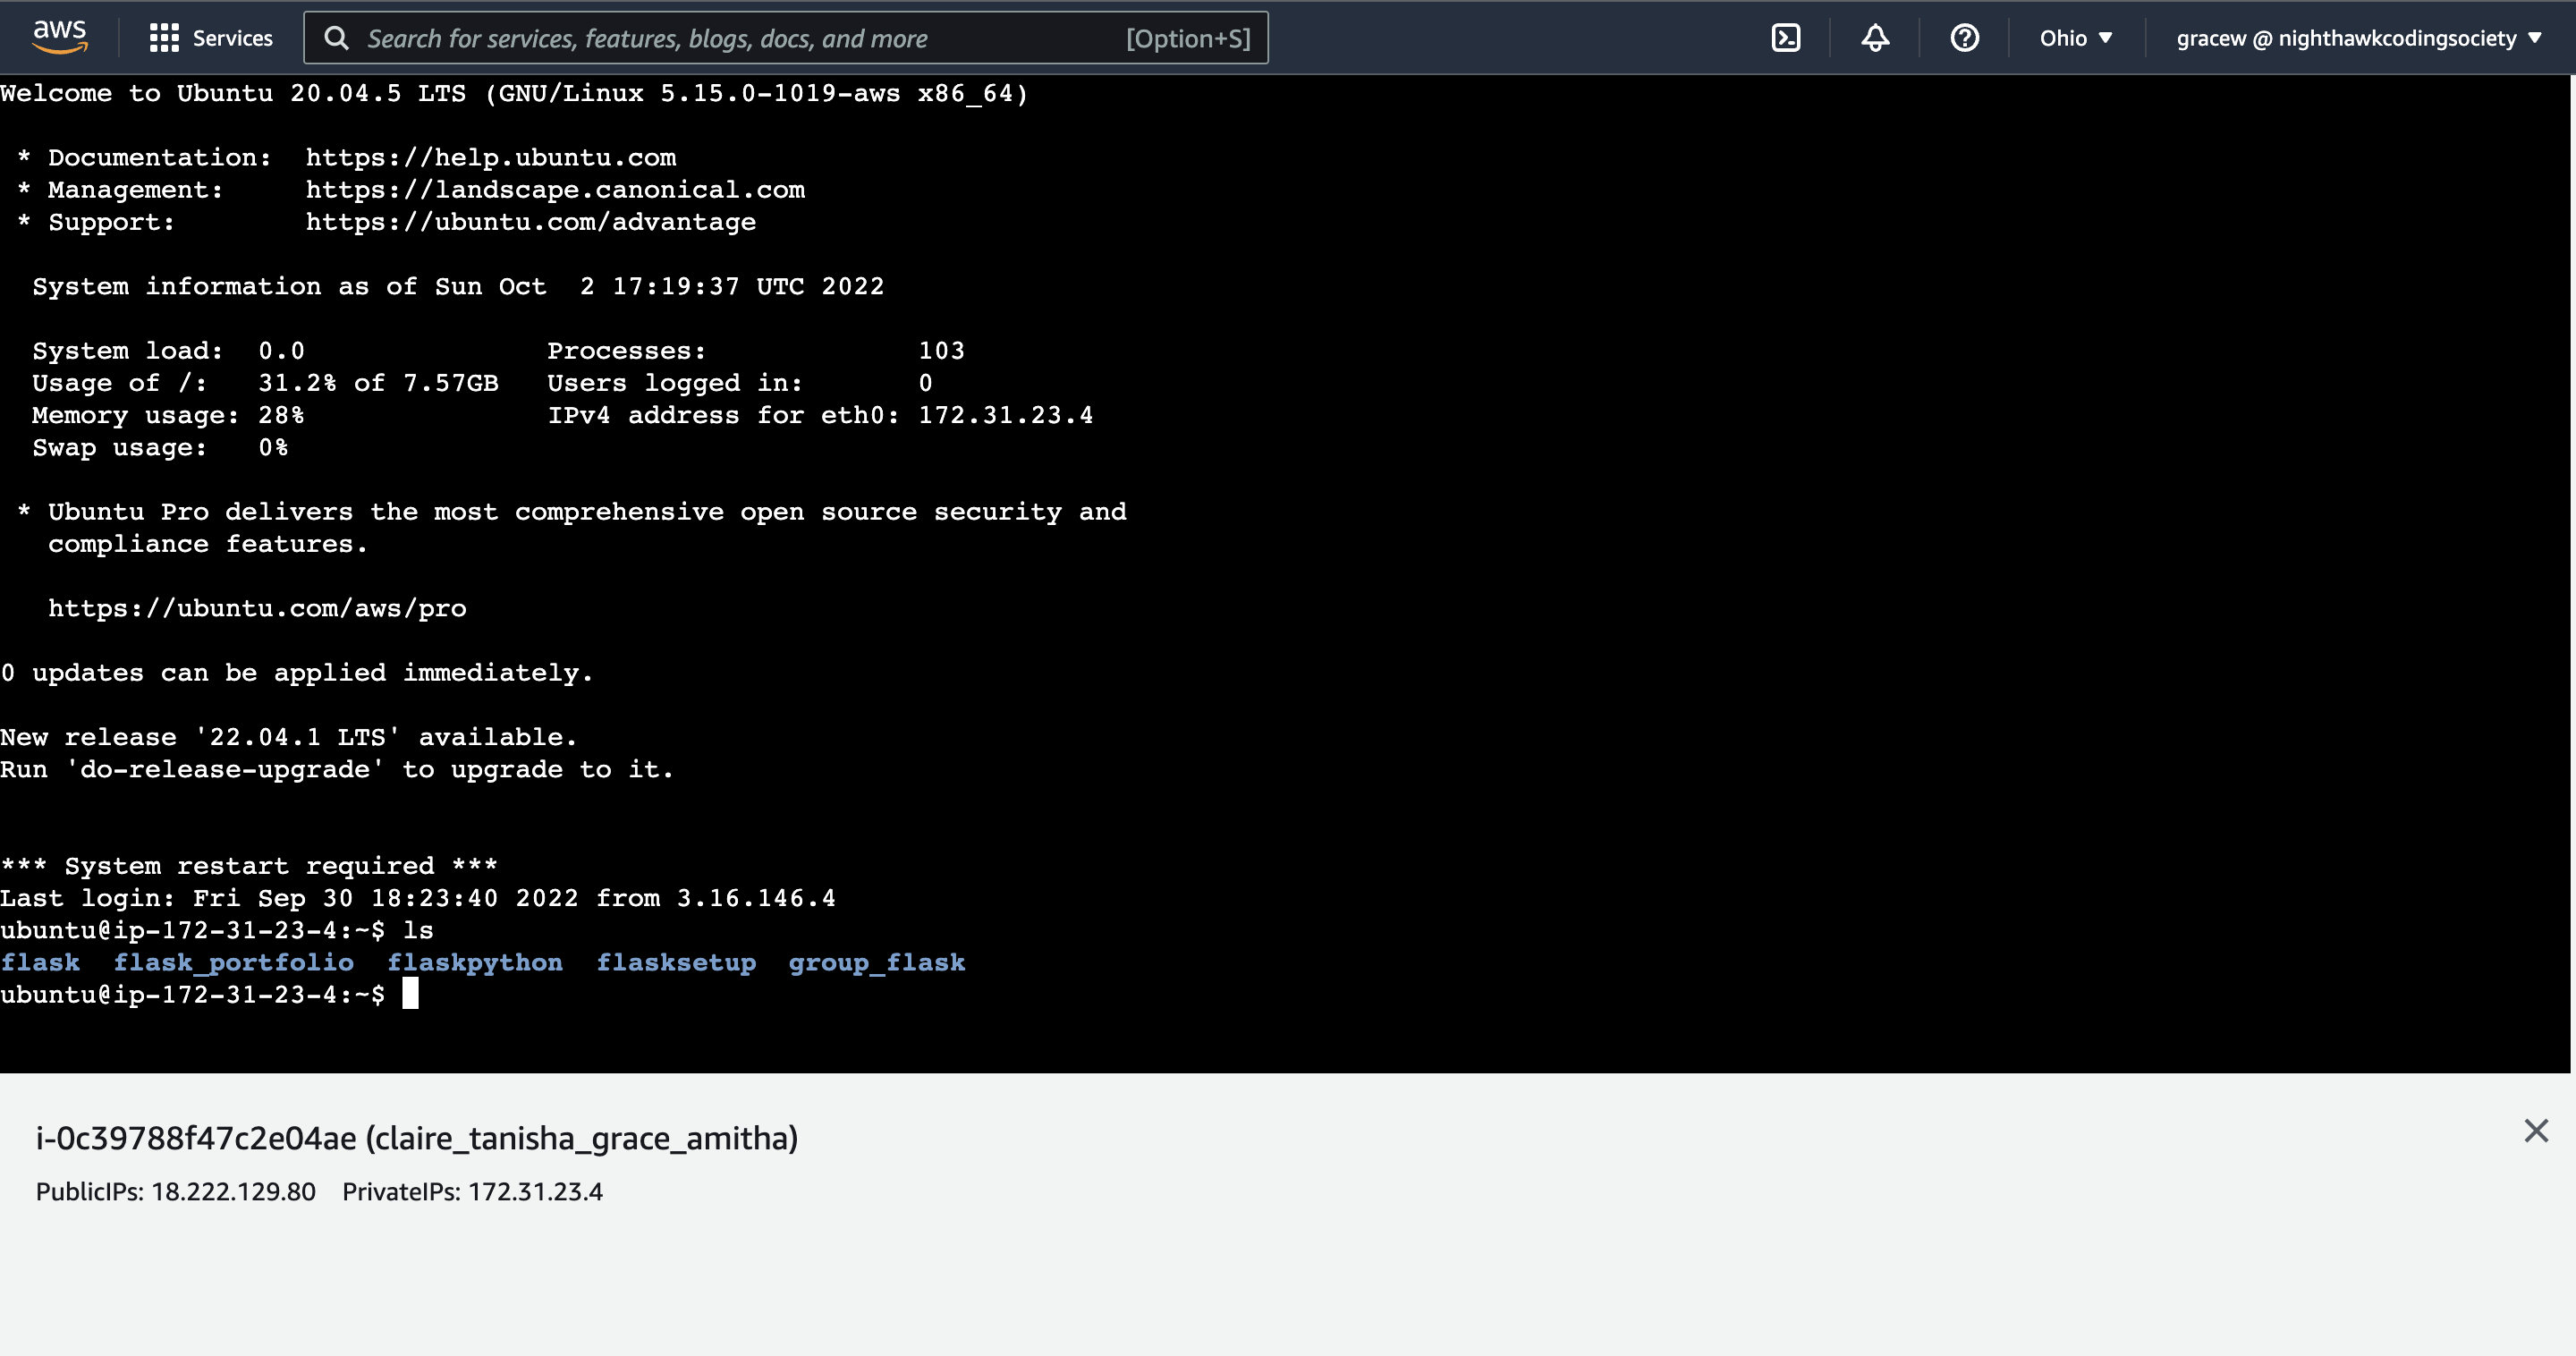 aws Services Search for services, features, blogs, docs, and more [Option+S] Ohio gracew @ nighthawkcodingsociety
Welcome to Ubuntu 20.04.5 LTS (GNU/Linux 5.15.0-1019-aws x86_64)
* Documentation: https://help.ubuntu.com
* Management: https://landscape.canonical.com
* Support: https://ubuntu.com/advantage
System information as of Sun Oct 2 17:19:37 UTC 2022
System load: 0.0 Processes: 103
Usage of /: 31.2% of 7.57GB Users logged in: 0
Memory usage: 28% IPv4 address for eth0: 172.31.23.4
Swap usage: 0%
* Ubuntu Pro delivers the most comprehensive open source security and
compliance features.
https://ubuntu.com/aws/pro
0 updates can be applied immediately.
New release '22.04.1 LTS' available.
Run 'do-release-upgrade' to upgrade to it.
*** System restart required ***
Last login: Fri Sep 30 18:23:40 2022 from 3.16.146.4
ubuntu@ip-172-31-23-4:~$ ls
flask flask_portfolio flaskpython flasksetup group_flask
ubuntu@ip-172-31-23-4:~$
i-0c39788f47c2e04ae (claire_tanisha_grace_amitha)
PublicIPs: 18.222.129.80 PrivateIPs: 172.31.23.4